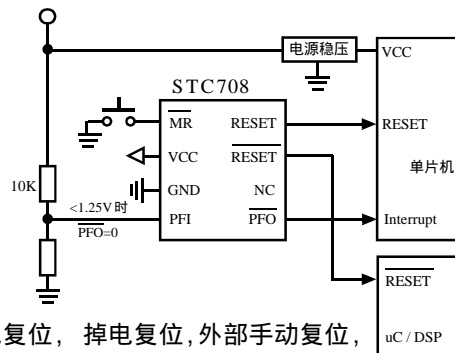 电源稳压
VCC
STC708
MR
RESET
RESET
VCC
RESET
单片机
10K
GND
NC
<1.25V时
PFO=0
PFI
PFO
Interrupt
RESET
复位，掉电复位,外部手动复位，
uC / DSP